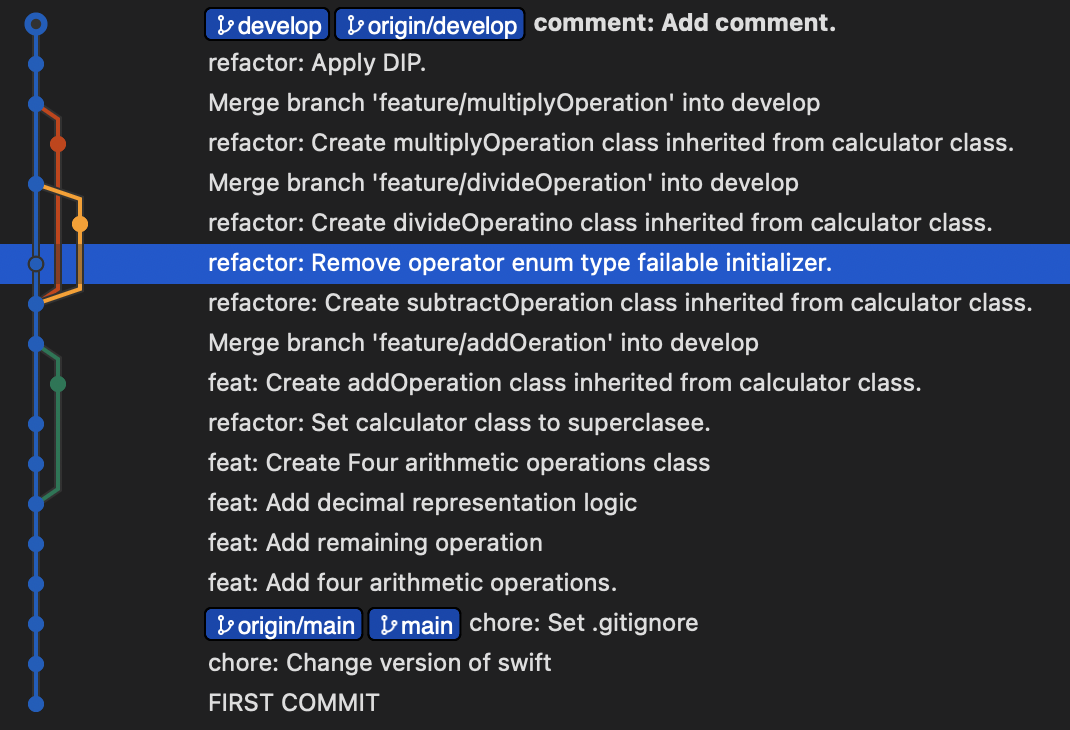 develop origin/develop comment: Add comment.
refactor: Apply DIP.
Merge branch 'feature/multiplyOperation' into develop
refactor: Create multiplyOperation class inherited from calculator class.
Merge branch 'feature/divideOperation' into develop
refactor: Create divideOperatino class inherited from calculator class.
refactor: Remove operator enum type failable initializer.
refactore: Create subtractOperation class inherited from calculator class.
Merge branch 'feature/addOeration' into develop
feat: Create addOperation class inherited from calculator class.
refactor: Set calculator class to superclasee.
feat: Create Four arithmetic operations class
feat: Add decimal representation logic
feat: Add remaining operation
feat: Add four arithmetic operations.
origin/main main chore: Set .gitignore
chore: Change version of swift
FIRST COMMIT